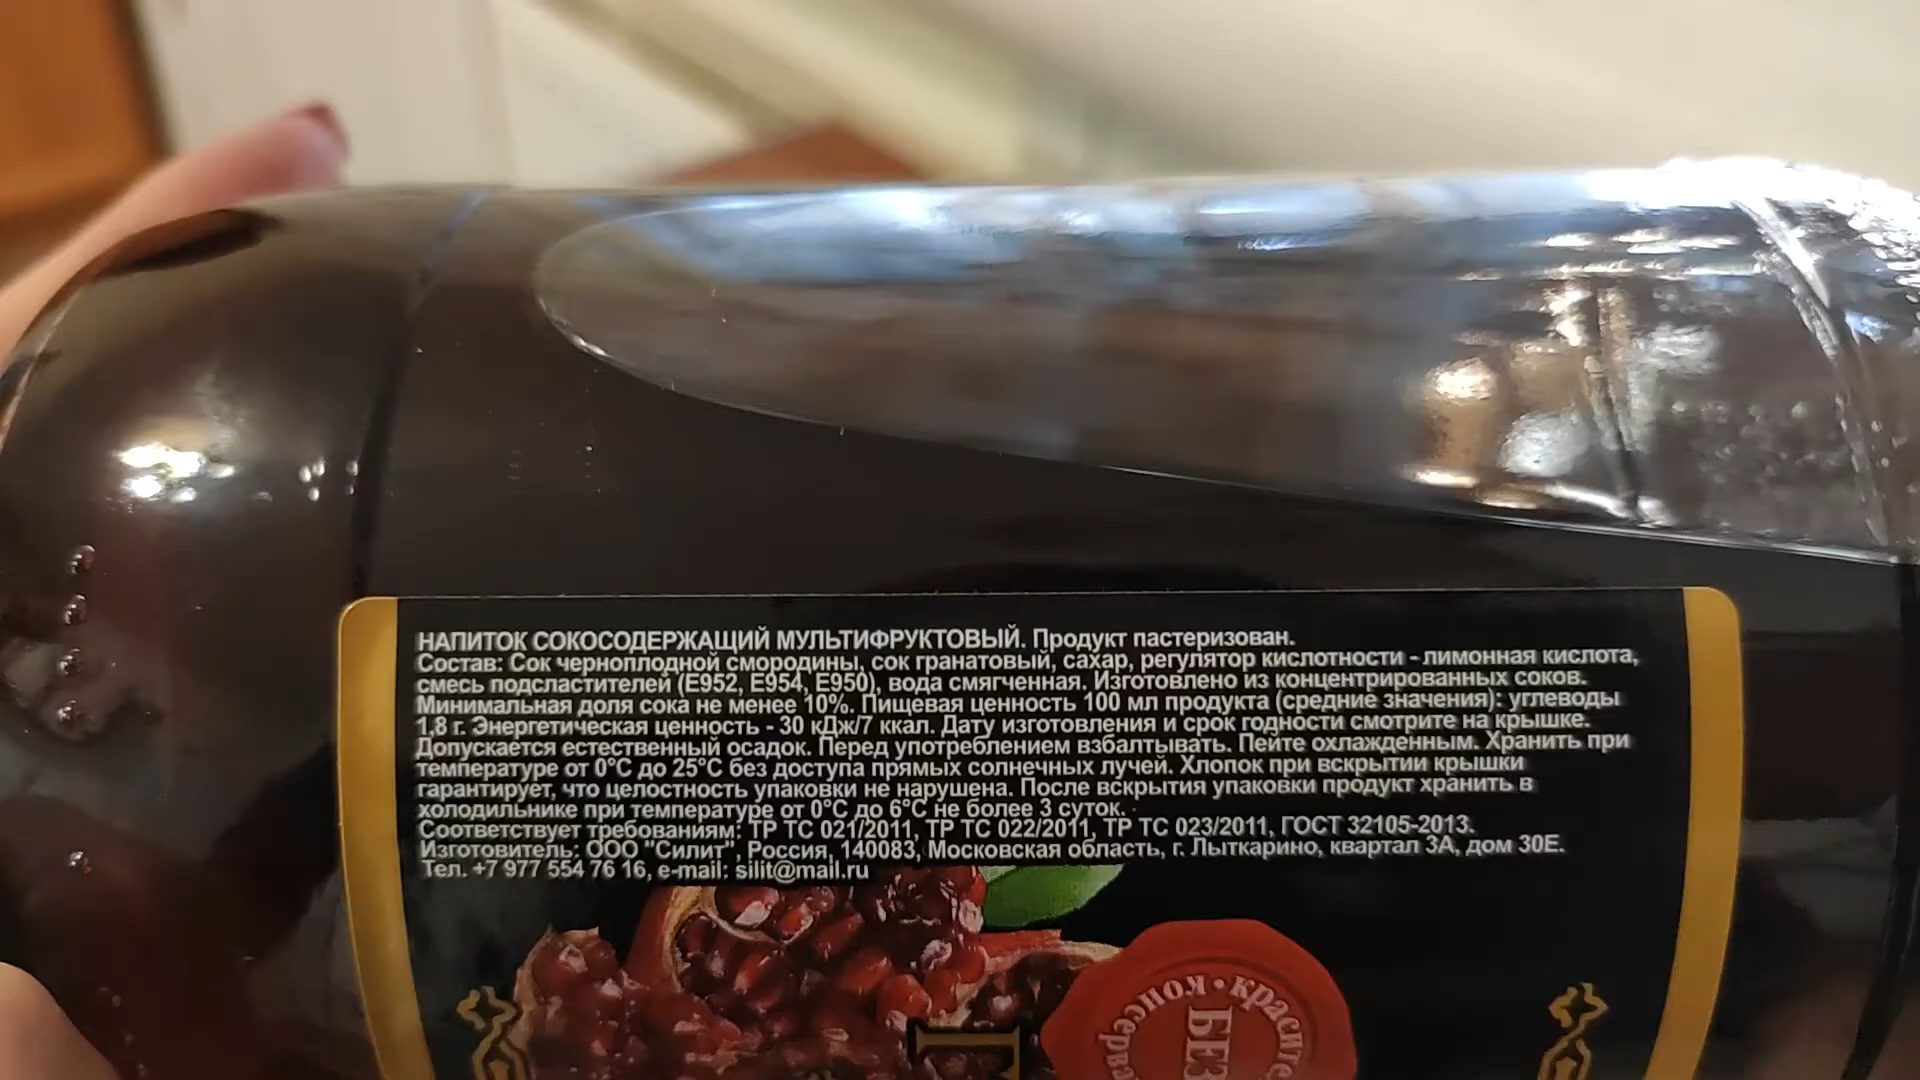 НАПИТОК СОКОСОДЕРЖАЩИЙ МУЛЬТИФРУКТОВЫЙ. Продукт пастеризован.
Состав: Сок черноплодной смородины, сок гранатовый, сахар, регулятор кислотности - лимонная кислота,
смесь подсластителей (Е952, Е954, Е950), вода смягченная. Изготовлено из концентрированных соков.
Минимальная доля сока не менее 10%. Пищевая ценность 100 мл продукта (средние значения): углеводы
1,8 г. Энергетическая ценность - 30 кДж/7 ккал. Дату изготовления и срок годности смотрите на крышке.
Допускается естественный осадок. Перед употреблением взбалтывать. Пейте охлажденным. Хранить при
температуре от 0°С до 25°С без доступа прямых солнечных лучей. Хлопок при вскрытии крышки
гарантирует, что целостность упаковки не нарушена. После вскрытия упаковки продукт хранить в
холодильнике при температуре от 0°С до 6°С не более 3 суток.
Соответствует требованиям: ТР ТС 021/2011, ТР ТС 022/2011, ТР ТС 023/2011, ГОСТ 32105-2013.
Изготовитель: ООО "Силит", Россия, 140083, Московская область, г. Лыткарино, квартал 3А, дом 30Е.
Тел. +7 977 554 76 16, e-mail: silit@mail.ru
БЕЗ